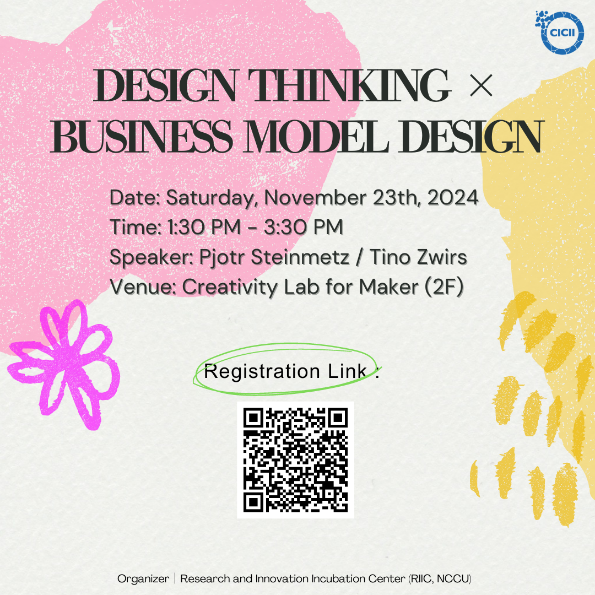 CICII
DESIGN THINKING ×
BUSINESS MODEL DESIGN
Date: Saturday, November 23th, 2024
Time: 1:30 PM - 3:30 PM
Speaker: Pjotr Steinmetz / Tino Zwirs
Venue: Creativity Lab for Maker (2F)
Registration Link :
Organizer | Research and Innovation Incubation Center (RIIC, NCCU)